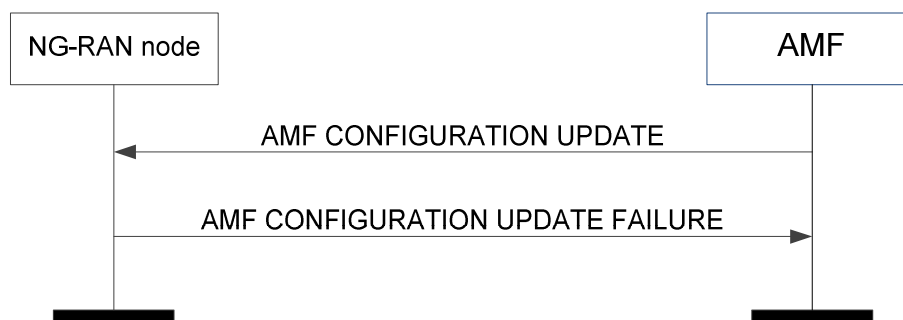 NG-RAN node
AMF
AMF CONFIGURATION UPDATE
AMF CONFIGURATION UPDATE FAILURE